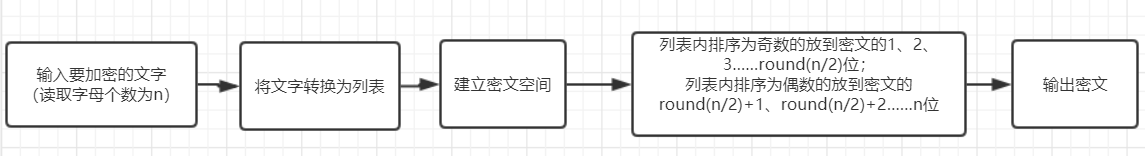 输入要加密的文字
（读取字母个数为n）
将文字转换为列表
建立密文空间
列表内排序为奇数的放到密文的1、2、
3……round(n/2)位；
列表内排序为偶数的放到密文的
round(n/2)+1、round(n/2)+2……n位
输出密文